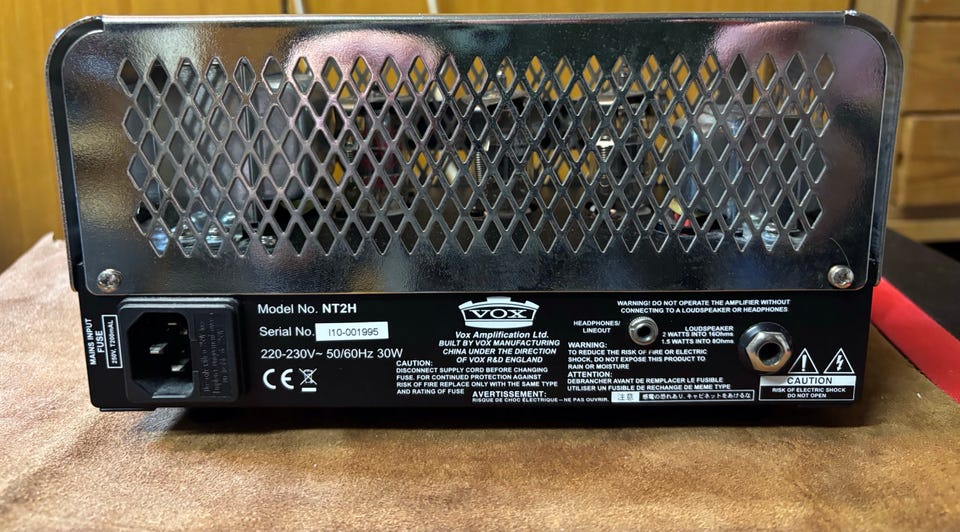 MAINS INPUT
FUSE
250V, T200mAL
Model No. NT2H
Serial No. I10-001995
220-230V~ 50/60Hz 30W
CE
VOX
Vox Amplification Ltd.
BUILT BY VOX MANUFACTURING
CHINA UNDER THE DIRECTION
OF VOX R&D ENGLAND
CAUTION:
DISCONNECT SUPPLY CORD BEFORE CHANGING
FUSE. FOR CONTINUED PROTECTION AGAINST
RISK OF FIRE REPLACE ONLY WITH THE SAME TYPE
AND RATING OF FUSE
AVERTISSEMENT:
RISQUE DE CHOC ÉLECTRIQUE–NE PAS OUVRIR.
WARNING! DO NOT OPERATE THE AMPLIFIER WITHOUT
CONNECTING TO A LOUDSPEAKER OR HEADPHONES
HEADPHONES/
LINEOUT
LOUDSPEAKER
2 WATTS INTO 16Ohms
1.5 WATTS INTO 8Ohms
WARNING:
TO REDUCE THE RISK OF FIRE OR ELECTRIC
SHOCK, DO NOT EXPOSE THIS PRODUCT TO
RAIN OR MOISTURE
ATTENTION:
DEBRANCHER AVANT DE REMPLACER LE FUSIBLE
UTILISER UN FUSIBLE DE RECHANGE DE MEME TYPE
注意 感電の恐れあり、キャビネットをあけるな
CAUTION
RISK OF ELECTRIC SHOCK
DO NOT OPEN